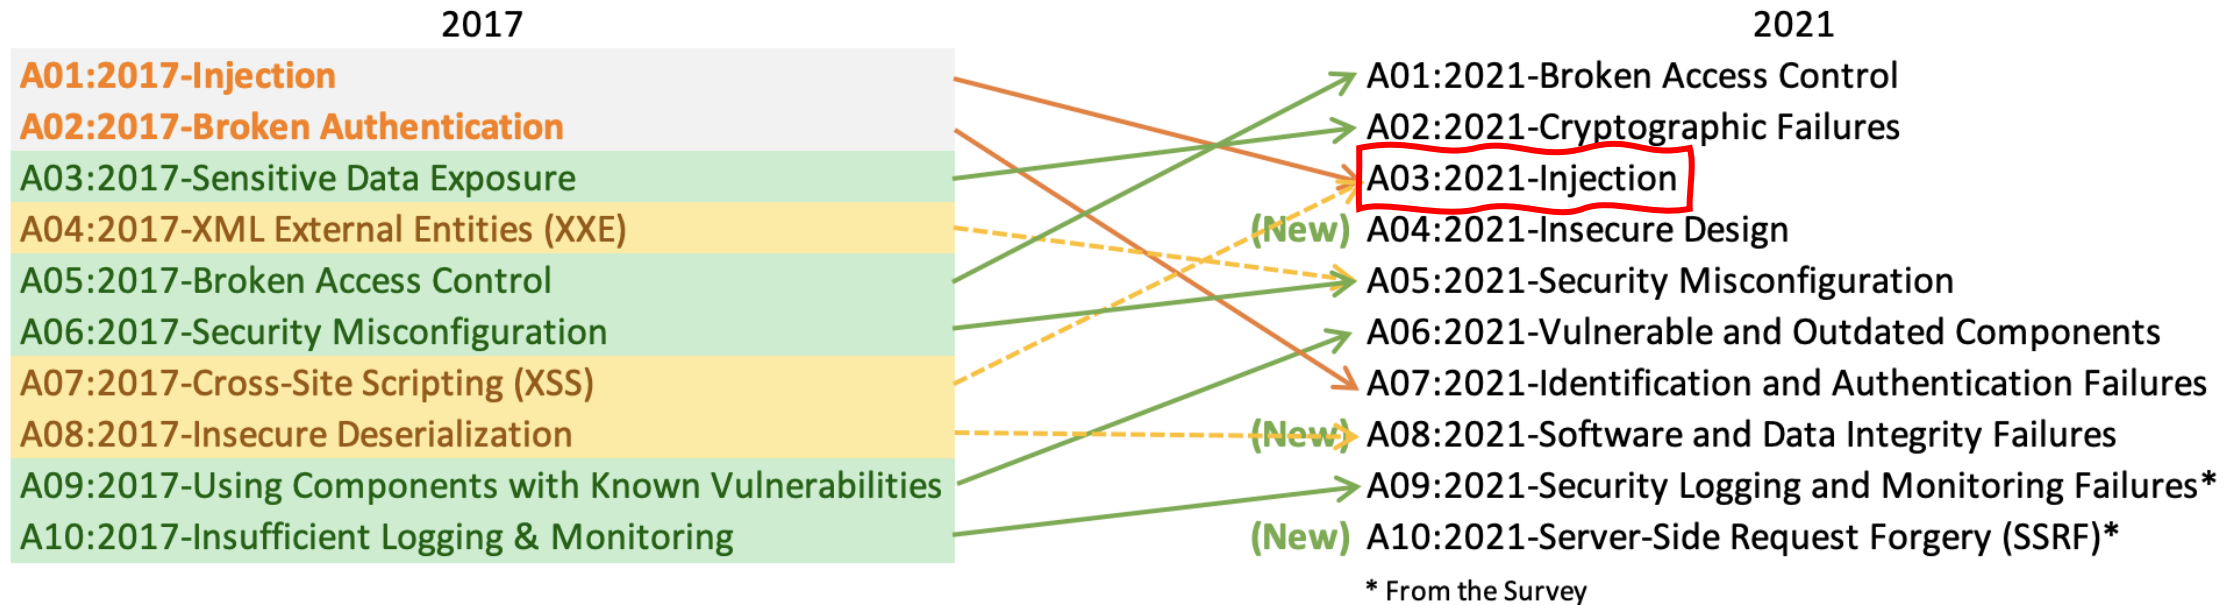 2017
A01:2017-Injection
A02:2017-Broken Authentication
A03:2017-Sensitive Data Exposure
A04:2017-XML External Entities (XXE)
A05:2017-Broken Access Control
A06:2017-Security Misconfiguration
A07:2017-Cross-Site Scripting (XSS)
A08:2017-Insecure Deserialization
A09:2017-Using Components with Known Vulnerabilities
A10:2017-Insufficient Logging & Monitoring
2021
A01:2021-Broken Access Control
A02:2021-Cryptographic Failures
A03:2021-Injection
(New) A04:2021-Insecure Design
A05:2021-Security Misconfiguration
A06:2021-Vulnerable and Outdated Components
A07:2021-Identification and Authentication Failures
(New) A08:2021-Software and Data Integrity Failures
A09:2021-Security Logging and Monitoring Failures*
(New) A10:2021-Server-Side Request Forgery (SSRF)*
* From the Survey